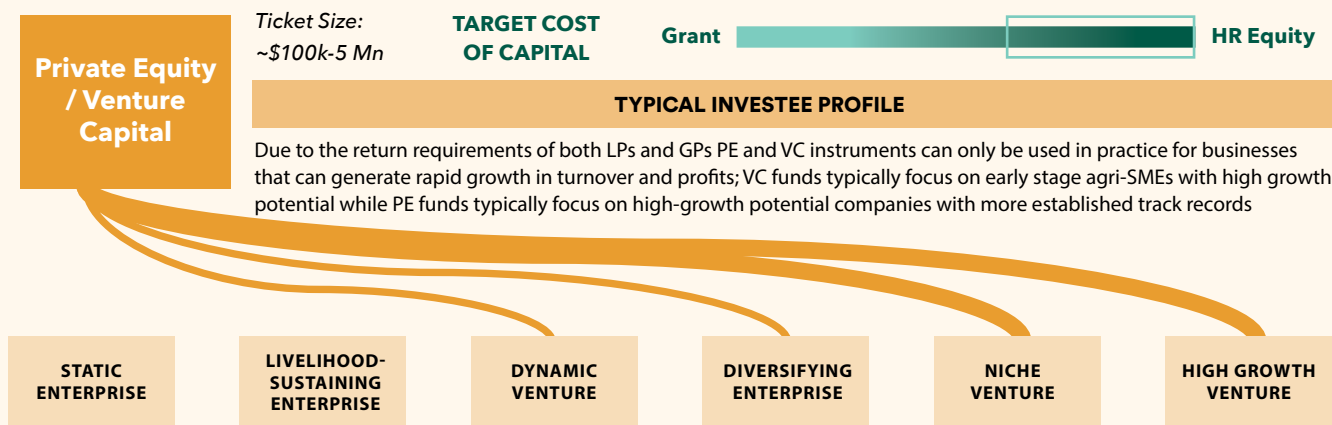 Private Equity
/ Venture
Capital
Ticket Size:
~$100k-5 Mn
TARGET COST
OF CAPITAL
Grant
HR Equity
TYPICAL INVESTEE PROFILE
Due to the return requirements of both LPs and GPs PE and VC instruments can only be used in practice for businesses
that can generate rapid growth in turnover and profits; VC funds typically focus on early stage agri-SMEs with high growth
potential while PE funds typically focus on high-growth potential companies with more established track records
STATIC
ENTERPRISE
LIVELIHOOD-
SUSTAINING
ENTERPRISE
DYNAMIC
VENTURE
DIVERSIFYING
ENTERPRISE
NICHE
VENTURE
HIGH GROWTH
VENTURE